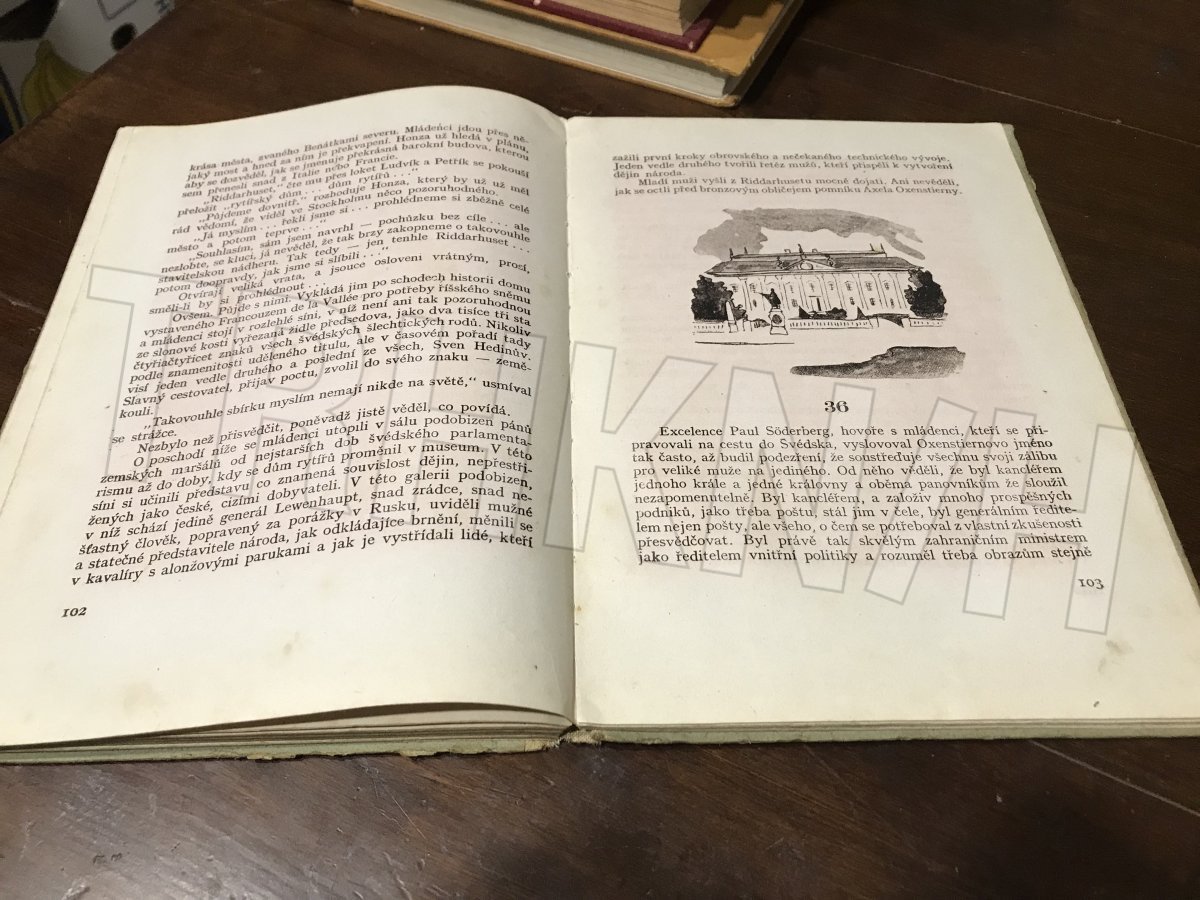 krása města, zvaného Benátkami severu. Mládenci jdou přes ně-
jaký most a hned za ním je překvapení. Honza už hledá v plánu,
aby se dozvěděl, jak se jmenuje překrásná barokní budova, kterou
sem přenesli snad z Italie nebo Francie.
„Riddarhuset,“ čte mu přes loket Ludvík a Petřík se pokouší
přeložit „rytířský dům . . . dům rytířů . . .“
„Půjdeme dovnitř,“ rozhoduje Honza, který by už už měl
rád vědomí, že viděl ve Stockholmu něco pozoruhodného.
„Já myslím . . . řekli jsme si . . . prohlédneme si zběžně celé
město a potom teprve . . .“
„Souhlasím, sám jsem navrhl — pochůzku bez cíle . . . ale
nezlobte, se kluci, já nevěděl, že tak brzy zakopneme o takovouhle
stavitelskou nádheru. Tak tedy — jen tenhle Riddarhuset . . .
potom doopravdy, jak jsme si slíbili . . .“
Otvírají veliká vrata, a jsouce osloveni vrátným, prosí,
směli-li by si prohlédnout . . .
Ovšem. Půjde s nimi. Vykládá jim po schodech historii domu
vystaveného Francouzem de la Vallée pro potřeby říšského sněmu
a mládenci stojí v rozlehlé síni, v níž není ani tak pozoruhodnou
ze slonové kosti vyřezaná židle předsedova, jako dva tisíce tři sta
čtyřiačtyřicet znaků všech švédských šlechtických rodů. Nikoliv
podle znamenitosti uděleného titulu, ale v časovém pořadí tady
visí jeden vedle druhého a poslední ze všech, Sven Hedinův.
Slavný cestovatel, přijav poctu, zvolil do svého znaku — země-
kouli.
„Takovouhle sbírku myslím nemají nikde na světě,“ usmíval
se strážce.
Nezbylo než přisvědčit, poněvadž jistě věděl, co povídá.
O poschodí níže se mládenci utopili v sálu podobizen pánů
zemských maršálů od nejstarších dob švédského parlamenta-
rismu až do doby, kdy se dům rytířů proměnil v museum. V této
síni si učinili představu co znamená souvislost dějin, nepřestři-
žených jako české, cizími dobyvateli. V této galerii podobizen,
v níž schází jedině generál Lewenhaupt, snad zrádce, snad ne-
šťastný člověk, popravený za porážky v Rusku, uviděli mužné
a statečné představitele národa, jak odkládajíce brnění, měnili se
v kavalíry s alonžovými parukami a jak je vystřídali lidé, kteří
102
zažili první kroky obrovského a nečekaného technického vývoje.
Jeden vedle druhého tvořili řetěz mužů, kteří přispěli k vytvoření
dějin národa.
Mladí muži vyšli z Riddarhusetu mocně dojati. Ani nevěděli,
jak se octli před bronzovým obličejem pomníku Axela Oxenstierny.
36
Excelence Paul Söderberg, hovoře s mládenci, kteří se při-
pravovali na cestu do Švédska, vyslovoval Oxenstiernovo jméno
tak často, až budil podezření, že soustřeďuje všechnu svoji zálibu
pro veliké muže na jediného. Od něho věděli, že byl kancléřem
jednoho krále a jedné královny a oběma panovníkům že sloužil
nezapomenutelně. Byl kancléřem, a založiv mnoho prospěšných
podniků, jako třeba poštu, stál jim v čele, byl generálním ředite-
lem nejen pošty, ale všeho, o čem se potřeboval z vlastní zkušenosti
přesvědčovat. Byl právě tak skvělým zahraničním ministrem
jako ředitelem vnitřní politiky a rozuměl třeba obrazům stejně
103